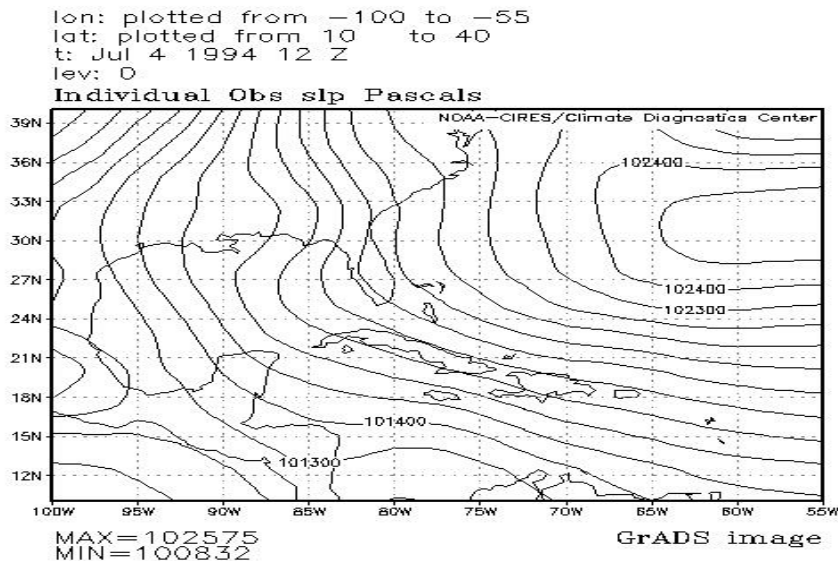 lon: plotted from −100 to −55
lat: plotted from 10 to 40
t: Jul 4 1994 12 Z
lev: 0
Individual Obs slp Pascals
NOAA−CIRES/Climate Diagnostics Center
39N
36N
33N
30N
27N
24N
21N
18N
15N
12N
102400
102400
102300
101400
101300
100W 95W 90W 85W 80W 75W 70W 65W 60W 55W
MAX=102575
MIN=100832
GrADS image